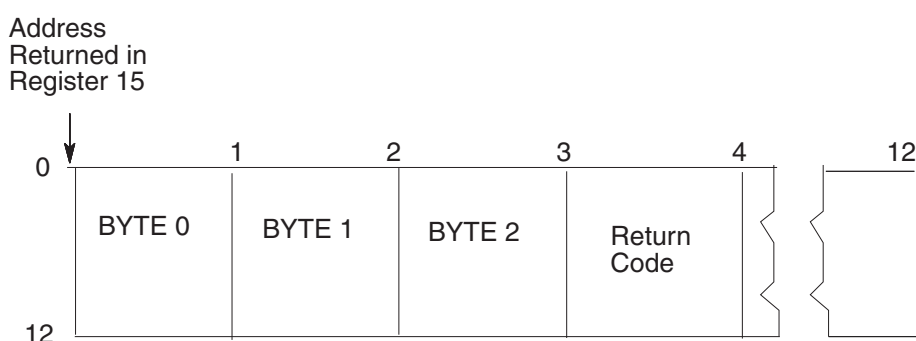 Address
Returned in
Register 15
0 1 2 3 4 12
BYTE 0 BYTE 1 BYTE 2 Return
Code
12